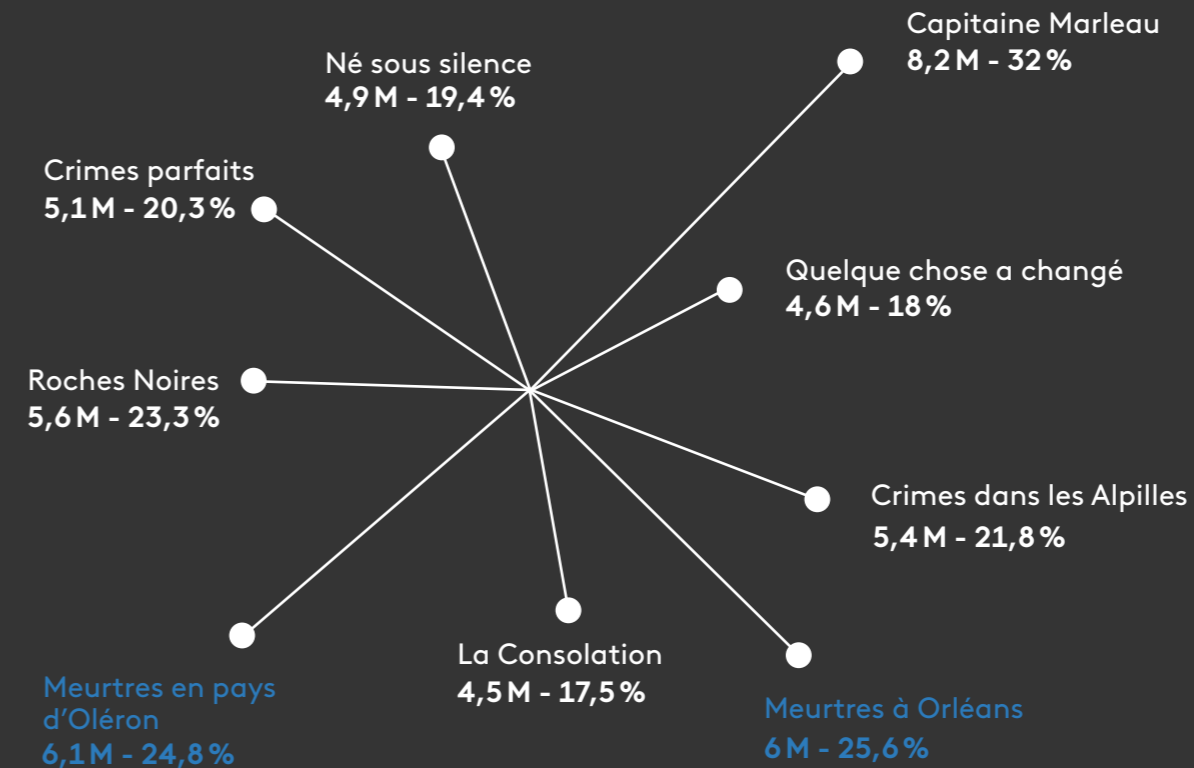 Capitaine Marleau
8,2 M - 32 %
Né sous silence
4,9 M - 19,4 %
Crimes parfaits
5,1 M - 20,3 %
Quelque chose a changé
4,6 M - 18 %
Roches Noires
5,6 M - 23,3 %
Crimes dans les Alpilles
5,4 M - 21,8 %
La Consolation
4,5 M - 17,5 %
Meurtres en pays
d’Oléron
6,1 M - 24,8 %
Meurtres à Orléans
6 M - 25,6 %